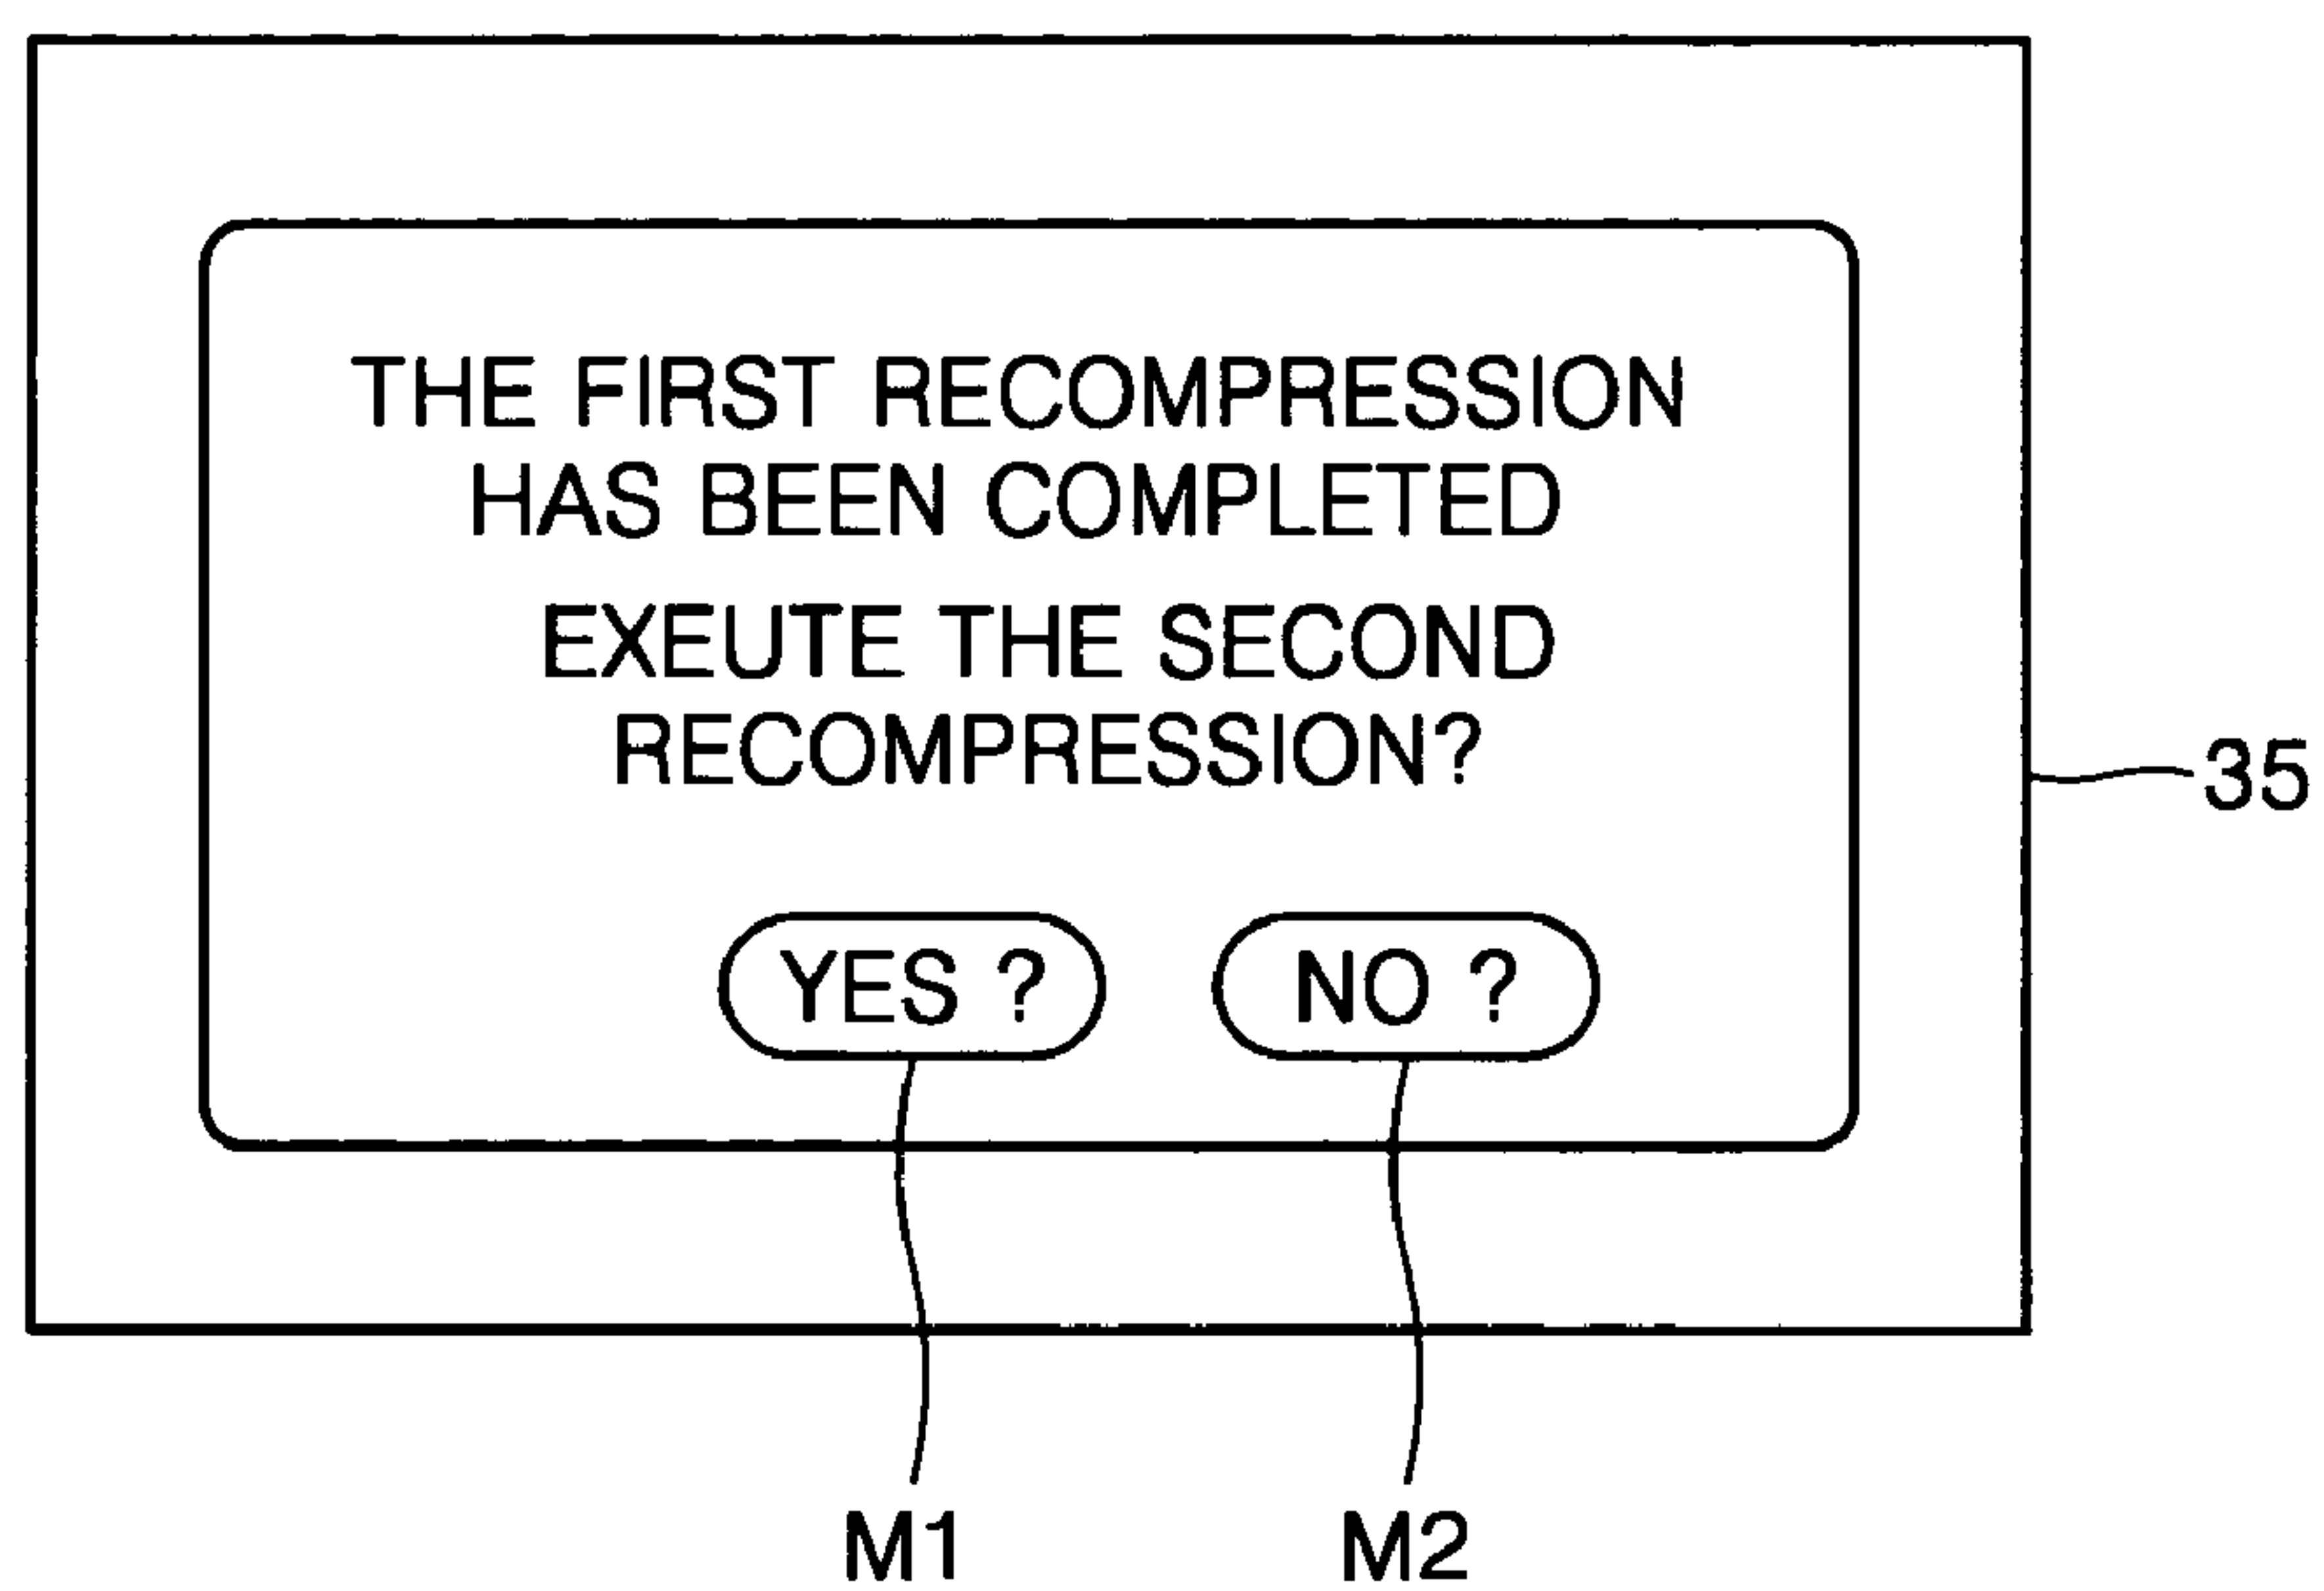 THE FIRST RECOMPRESSION
HAS BEEN COMPLETED
EXEUTE THE SECOND
RECOMPRESSION?
35
YES ? NO ?
M1 M2